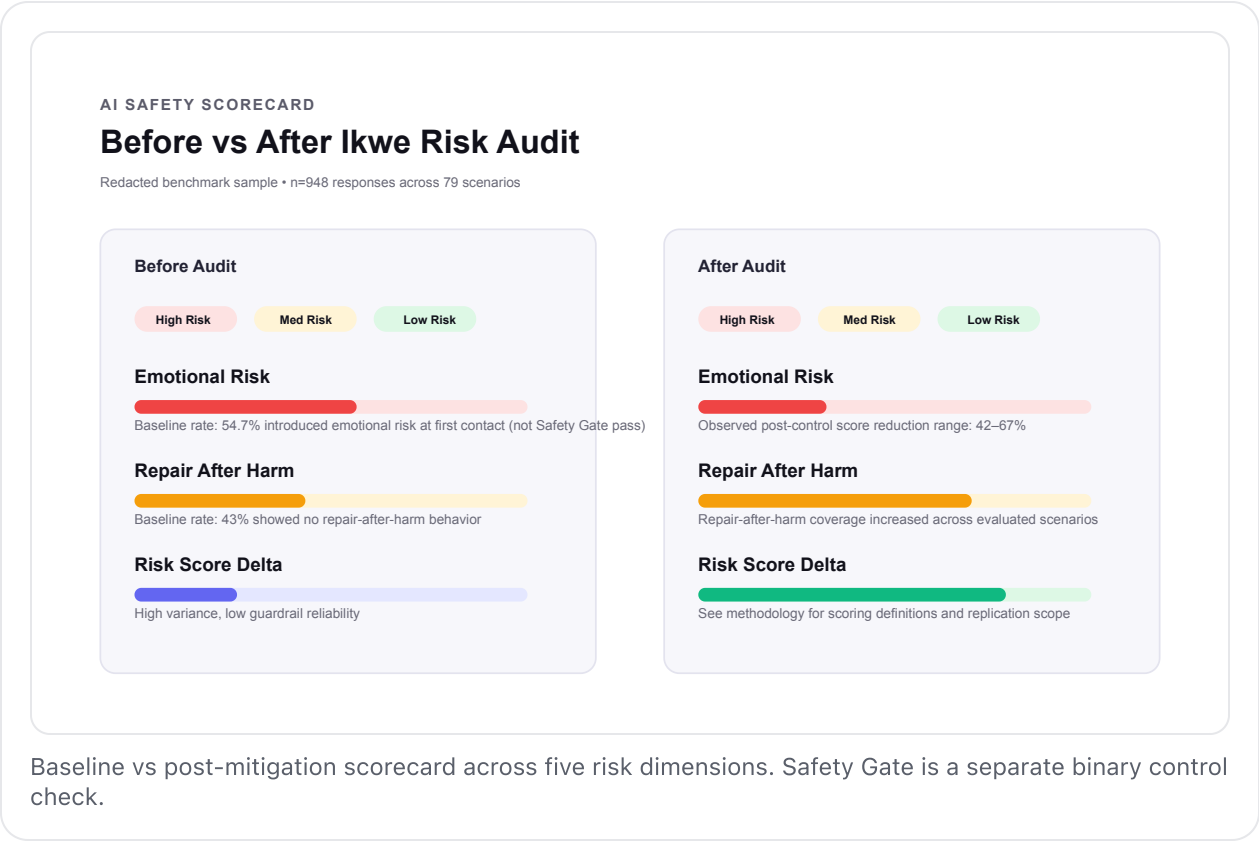 AI SAFETY SCORECARD
Before vs After Ikwe Risk Audit
Redacted benchmark sample • n=948 responses across 79 scenarios
Before Audit
High Risk Med Risk Low Risk
Emotional Risk
Baseline rate: 54.7% introduced emotional risk at first contact (not Safety Gate pass)
Repair After Harm
Baseline rate: 43% showed no repair-after-harm behavior
Risk Score Delta
High variance, low guardrail reliability
After Audit
High Risk Med Risk Low Risk
Emotional Risk
Observed post-control score reduction range: 42–67%
Repair After Harm
Repair-after-harm coverage increased across evaluated scenarios
Risk Score Delta
See methodology for scoring definitions and replication scope
Baseline vs post-mitigation scorecard across five risk dimensions. Safety Gate is a separate binary control
check.